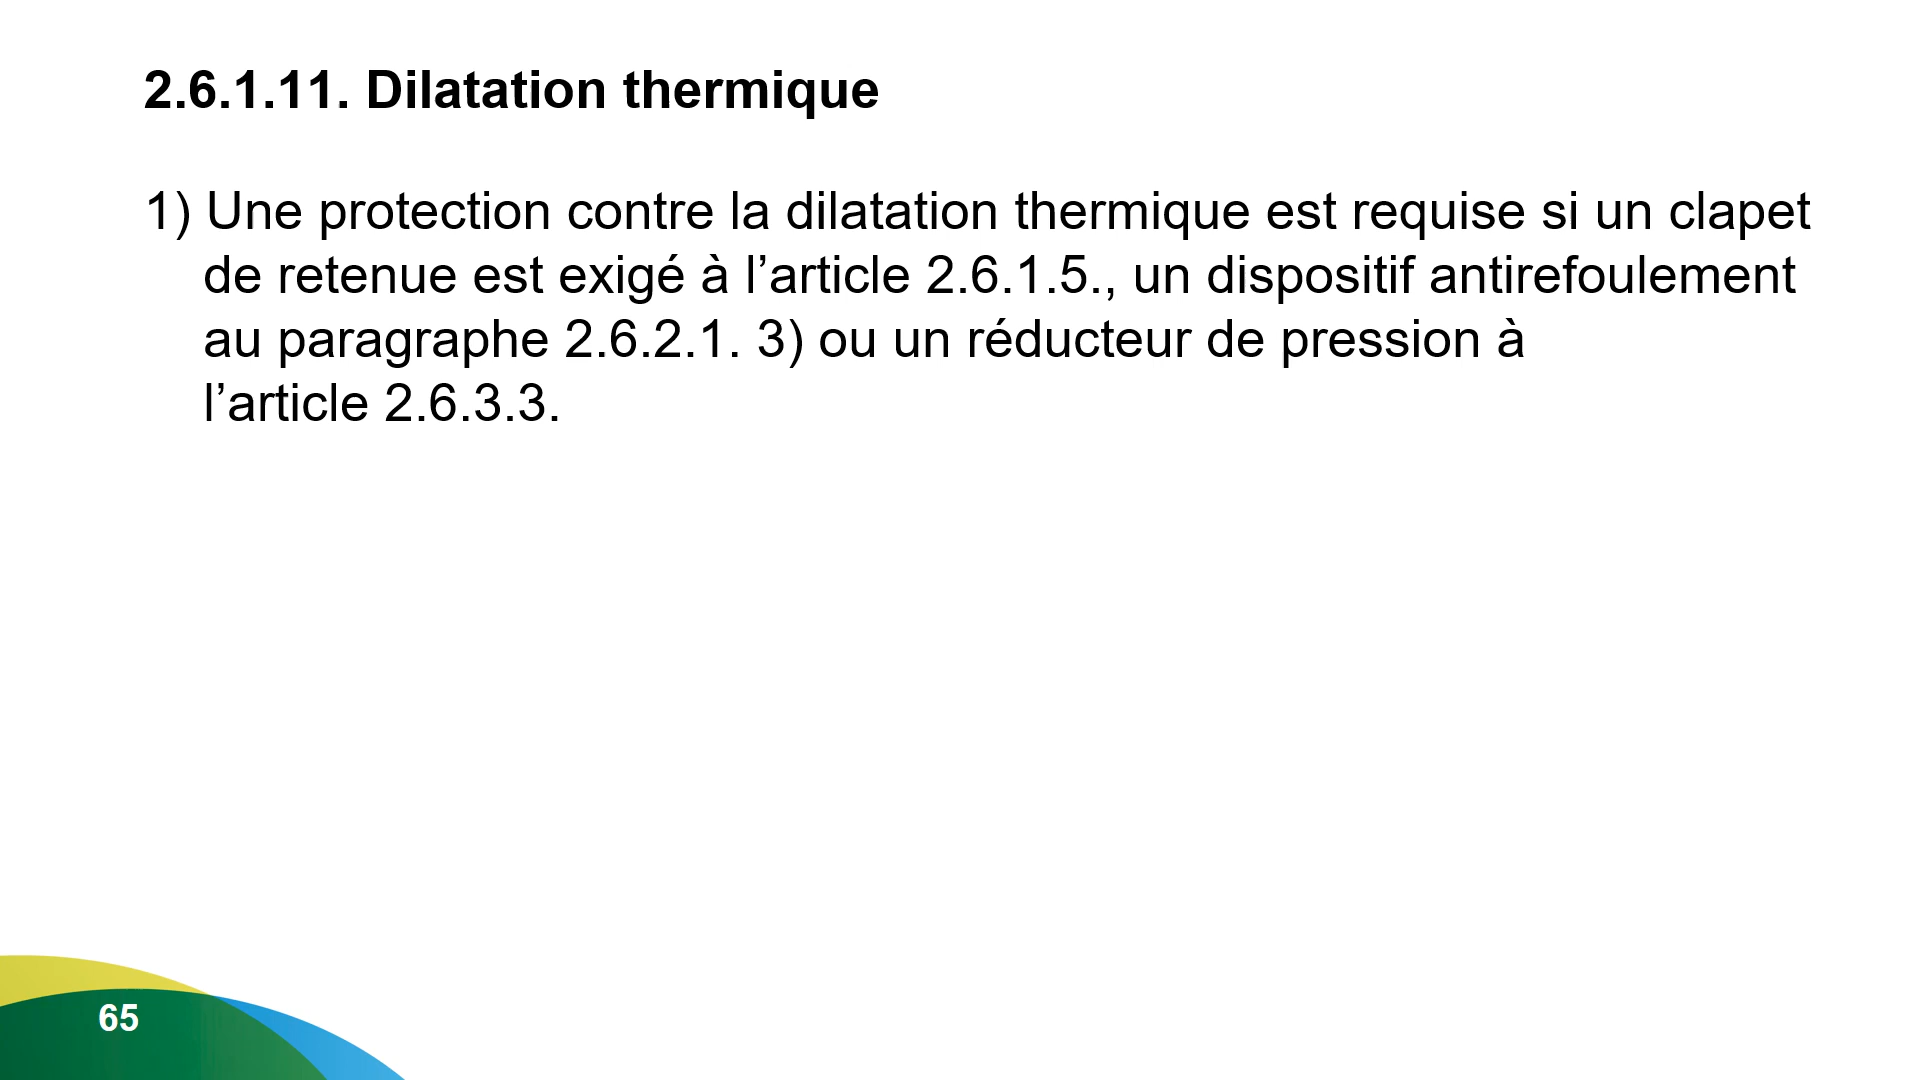 2.6.1.11. Dilatation thermique
1) Une protection contre la dilatation thermique est requise si un clapet
de retenue est exigé à l’article 2.6.1.5., un dispositif antirefoulement
au paragraphe 2.6.2.1. 3) ou un réducteur de pression à
l’article 2.6.3.3.
65